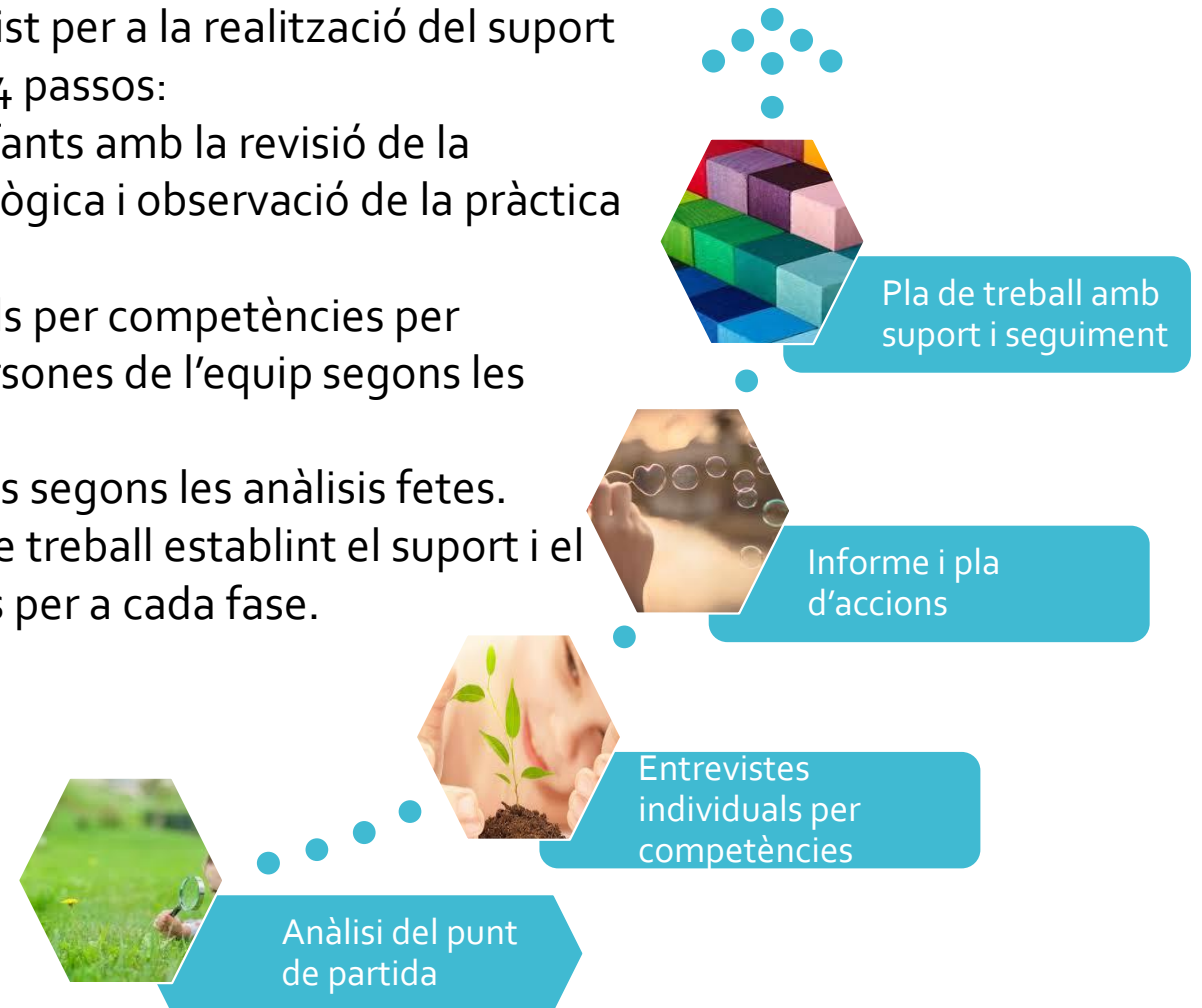 ist per a la realització del suport
4 passos:
fants amb la revisió de la
ògica i observació de la pràctica
ls per competències per
rsones de l’equip segons les
s segons les anàlisis fetes.
e treball establint el suport i el
s per a cada fase.
Pla de treball amb
suport i seguiment
Informe i pla
d’accions
Entrevistes
individuals per
competències
Anàlisi del punt
de partida